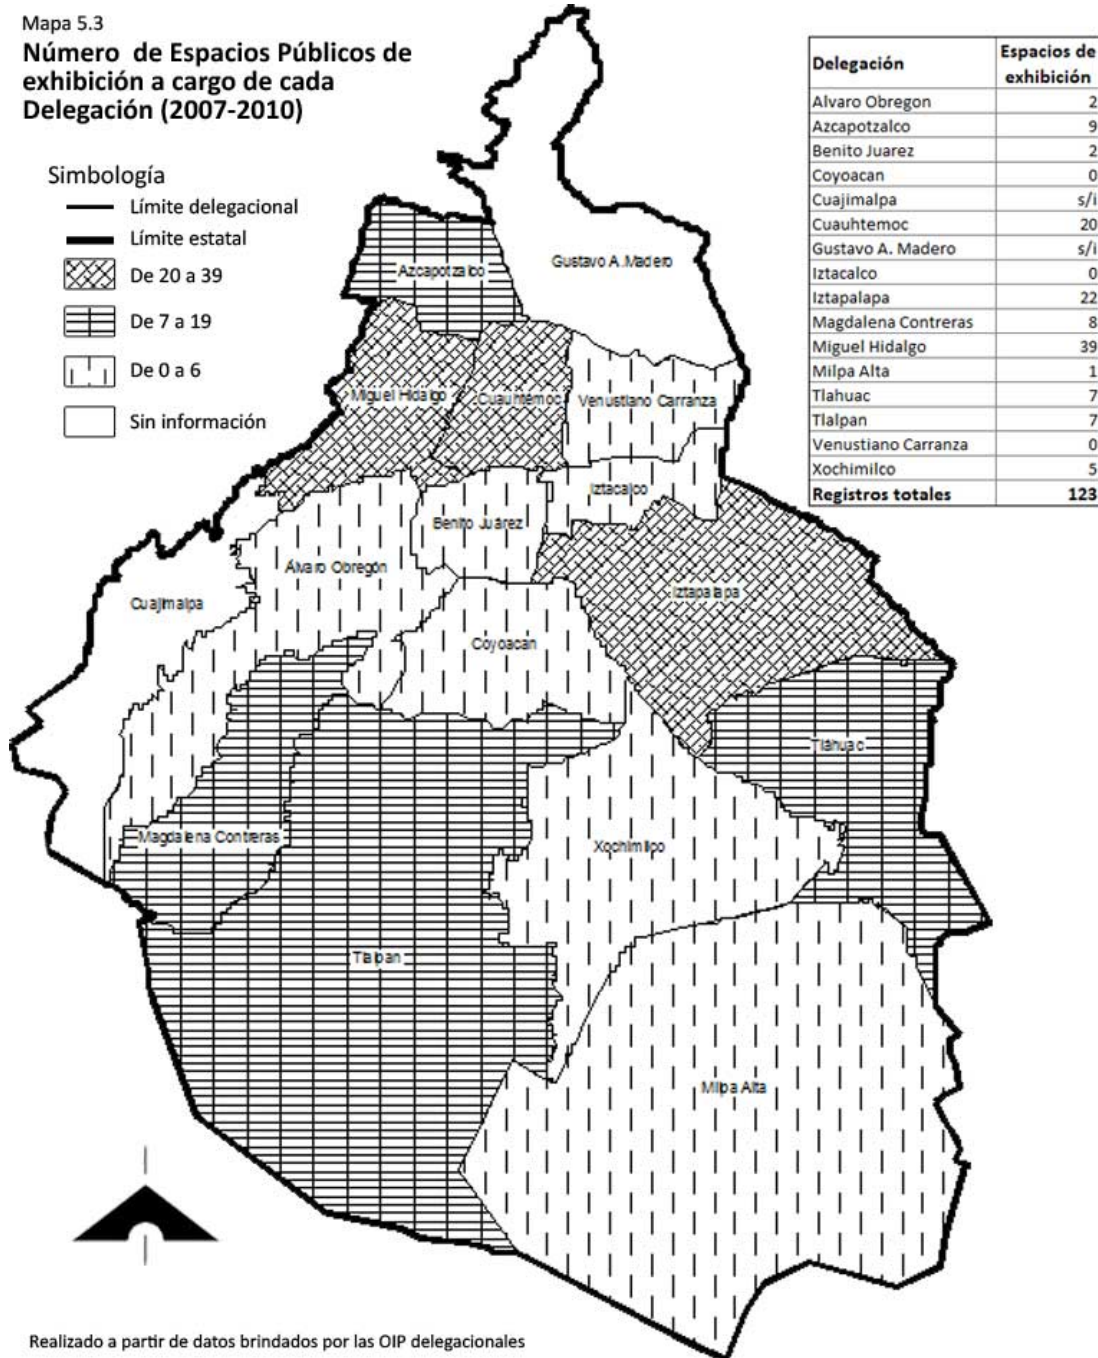 Mapa 5.3
Número de Espacios Públicos de
exhibición a cargo de cada
Delegación (2007-2010)
Simbología
Límite delegacional
Límite estatal
De 20 a 39
De 7 a 19
De 0 a 6
Sin información
Delegación Espacios de exhibición
Alvaro Obregon 2
Azcapotzalco 9
Benito Juarez 2
Coyoacan 0
Cuajimalpa s/i
Cuauhtemoc 20
Gustavo A. Madero s/i
Iztacalco 0
Iztapalapa 22
Magdalena Contreras 8
Miguel Hidalgo 39
Milpa Alta 1
Tlahuac 7
Tlalpan 7
Venustiano Carranza 0
Xochimilco 5
Registros totales 123
Gustavo A. Madero
Azcapotzalco
Miguel Hidalgo
Cuauhtemoc
Venustiano Carranza
Iztacalco
Benito Juárez
Alvaro Obregón
Iztapalapa
Cuajimalpa
Coyoacán
Tláhuac
Magdalena Contreras
Xochimilco
Tlalpan
Milpa Alta
Realizado a partir de datos brindados por las OIP delegacionales